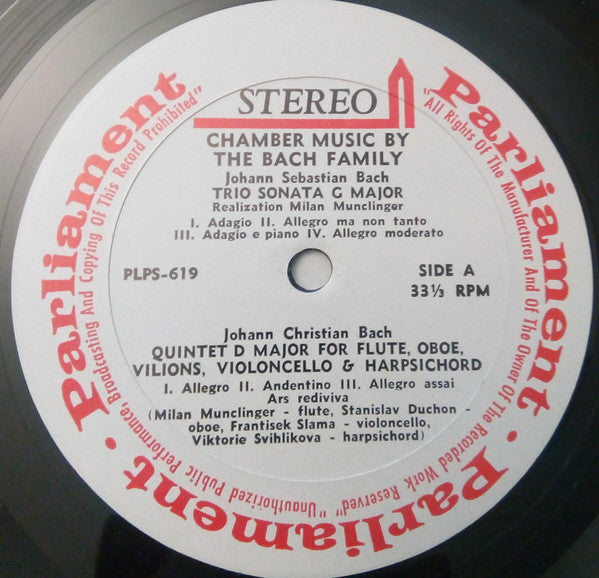 STEREO
CHAMBER MUSIC BY
THE BACH FAMILY
Johann Sebastian Bach
TRIO SONATA G MAJOR
Realization Milan Munclinger
I. Adagio II. Allegro ma non tanto
III. Adagio e piano IV. Allegro moderato
PLPS-619
SIDE A
33⅓ RPM
Johann Christian Bach
QUINTET D MAJOR FOR FLUTE, OBOE,
VILIONS, VIOLONCELLO & HARPSICHORD
I. Allegro II. Andentino III. Allegro assai
Ars rediviva
(Milan Munclinger - flute, Stanislav Duchon -
oboe, Frantisek Slama - violoncello,
Viktorie Svihlikova - harpsichord)
Parliament · Parliament · Parliament · Parliament
"All Rights Of The Manufacturer And Of The Owner Of The Recorded Work Reserved" "Unauthorized Public Performance, Broadcasting And Copying Of This Record Prohibited"